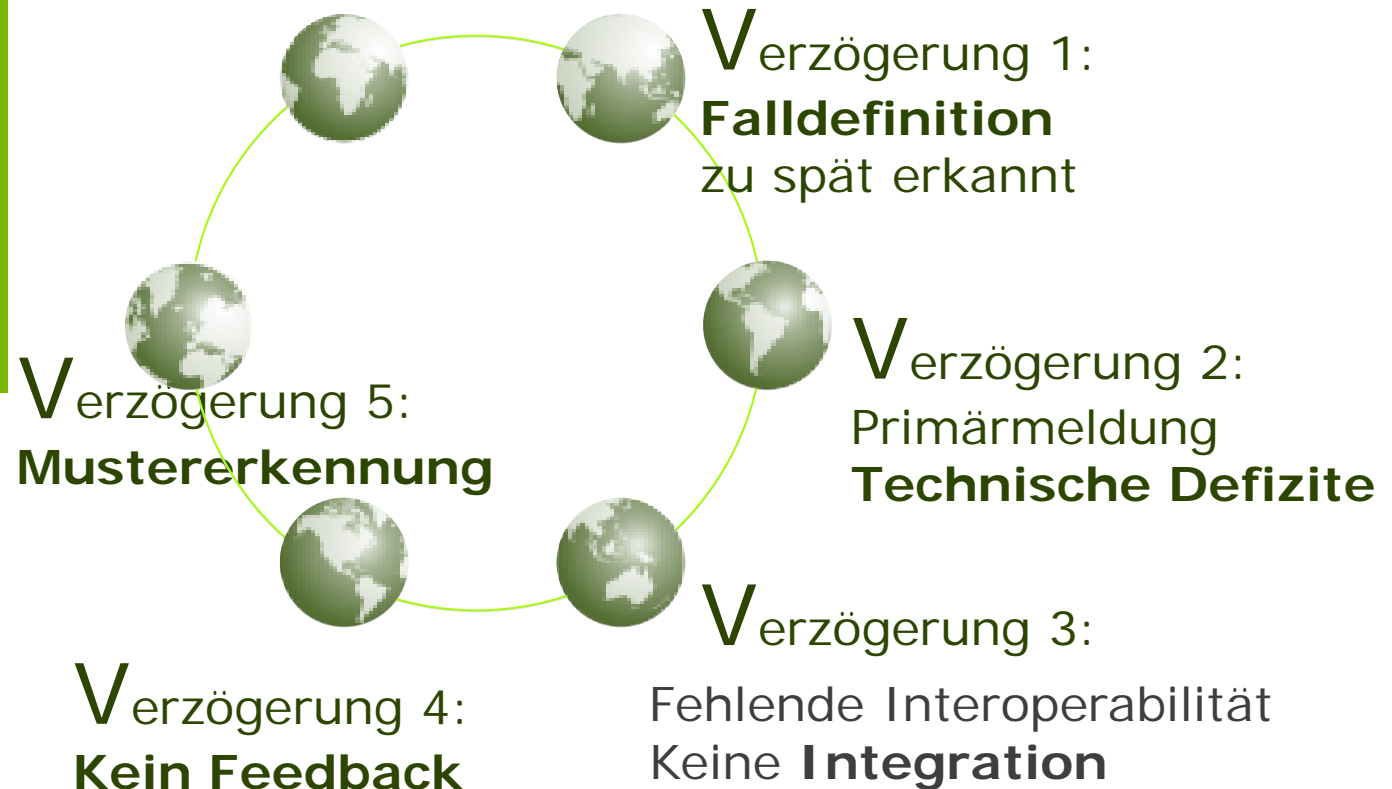 Verzögerung 1:
Falldefinition
zu spät erkannt
Verzögerung 2:
Primärmeldung
Technische Defizite
Verzögerung 3:
Fehlende Interoperabilität
Keine Integration
Verzögerung 4:
Kein Feedback
Verzögerung 5:
Mustererkennung